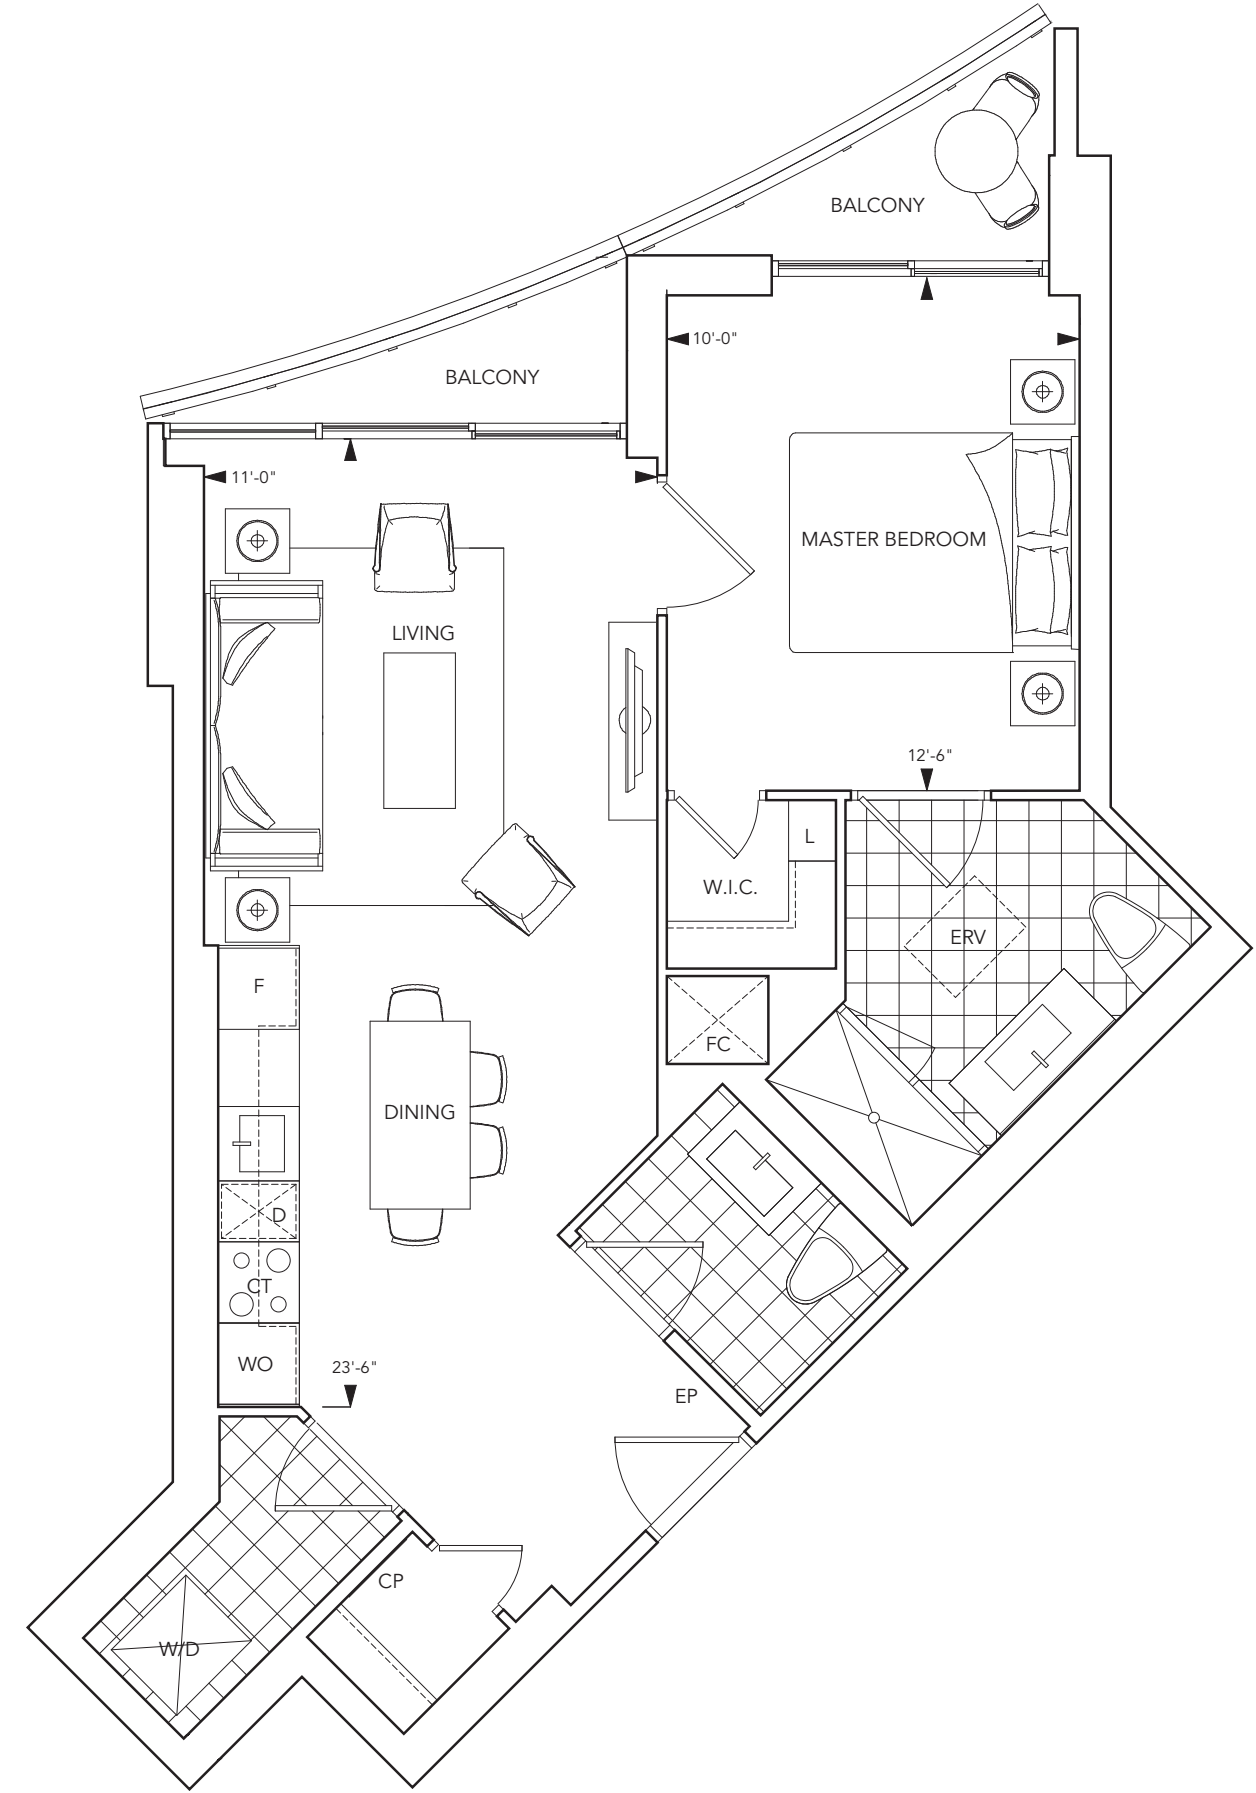 BALCONY
10'-0"
BALCONY
11'-0"
MASTER BEDROOM
LIVING
12'-6"
L
W.I.C.
ERV
F
FC
DINING
D
CT
WO
23'-6"
EP
CP
W/D